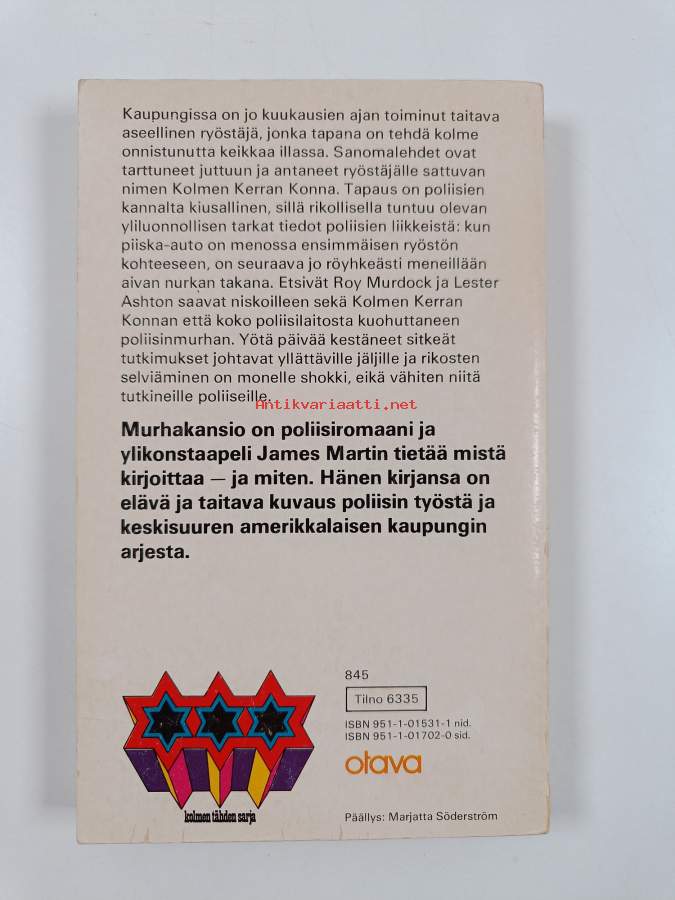 Kaupungissa on jo kuukausien ajan toiminut taitava
aseellinen ryöstäjä, jonka tapana on tehdä kolme
onnistunutta keikkaa illassa. Sanomalehdet ovat
tarttuneet juttuun ja antaneet ryöstäjälle sattuvan
nimen Kolmen Kerran Konna. Tapaus on poliisien
kannalta kiusallinen, sillä rikollisella tuntuu olevan
yliluonnollisen tarkat tiedot poliisien liikkeistä: kun
piiska-auto on menossa ensimmäisen ryöstön
kohteeseen, on seuraava jo röyhkeästi meneillään
aivan nurkan takana. Etsivät Roy Murdock ja Lester
Ashton saavat niskoilleen sekä Kolmen Kerran
Konnan että koko poliisilaitosta kuohuttaneen
poliisinmurhan. Yötä päivää kestäneet sitkeät
tutkimukset johtavat yllättäville jäljille ja rikosten
selviäminen on monelle shokki, eikä vähiten niitä
tutkineille poliiseille.
Antikvariaatti.net
Murhakansio on poliisiromaani ja
ylikonstaapeli James Martin tietää mistä
kirjoittaa — ja miten. Hänen kirjansa on
elävä ja taitava kuvaus poliisin työstä ja
keskisuuren amerikkalaisen kaupungin
arjesta.
845
Tilno 6335
ISBN 951-1-01531-1 nid.
ISBN 951-1-01702-0 sid.
otava
kolmen tähden sarja
Päällys: Marjatta Söderström